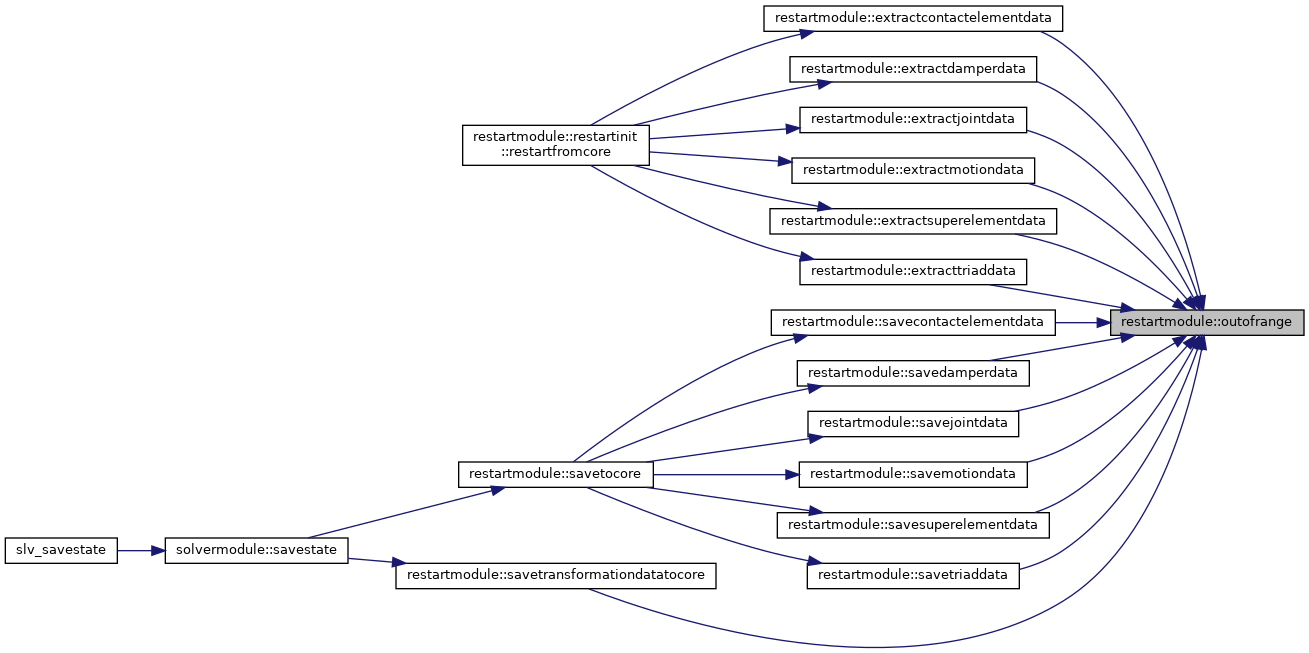 restartmodule::extractcontactelementdata
restartmodule::extractdamperdata
restartmodule::extractjointdata
restartmodule::restartinit
::restartfromcore
restartmodule::extractmotiondata
restartmodule::extractsuperelementdata
restartmodule::extracttriaddata
restartmodule::outofrange
restartmodule::savecontactelementdata
restartmodule::savedamperdata
restartmodule::savejointdata
restartmodule::savetocore
restartmodule::savemotiondata
restartmodule::savesuperelementdata
slv_savestate
solvermodule::savestate
restartmodule::savetransformationdatatocore
restartmodule::savetriaddata